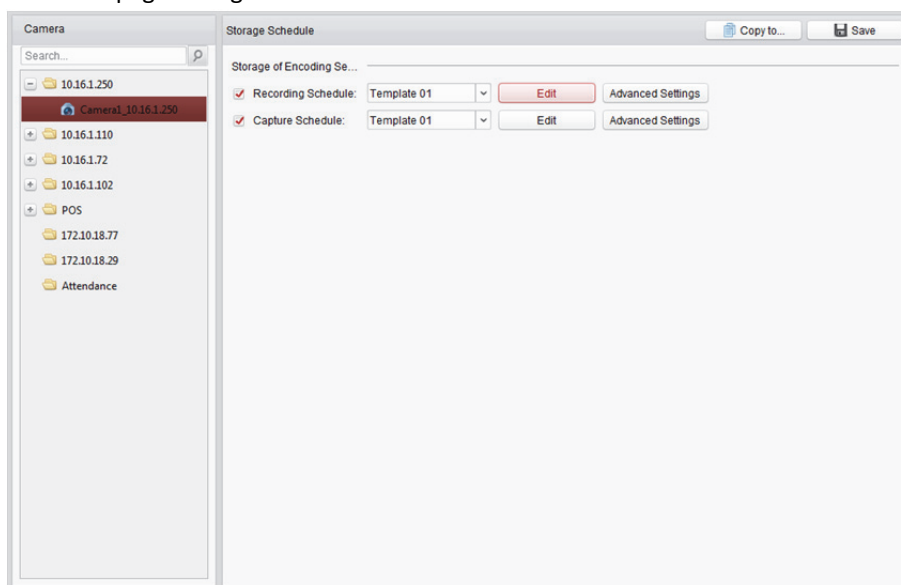 Camera
Search...
10.16.1.250
Camera1_10.16.1.250
10.16.1.110
10.16.1.72
10.16.1.102
POS
172.10.18.77
172.10.18.29
Attendance
Storage Schedule
Copy to...
Save
Storage of Encoding Se...
Recording Schedule: Template 01 Edit Advanced Settings
Capture Schedule: Template 01 Edit Advanced Settings